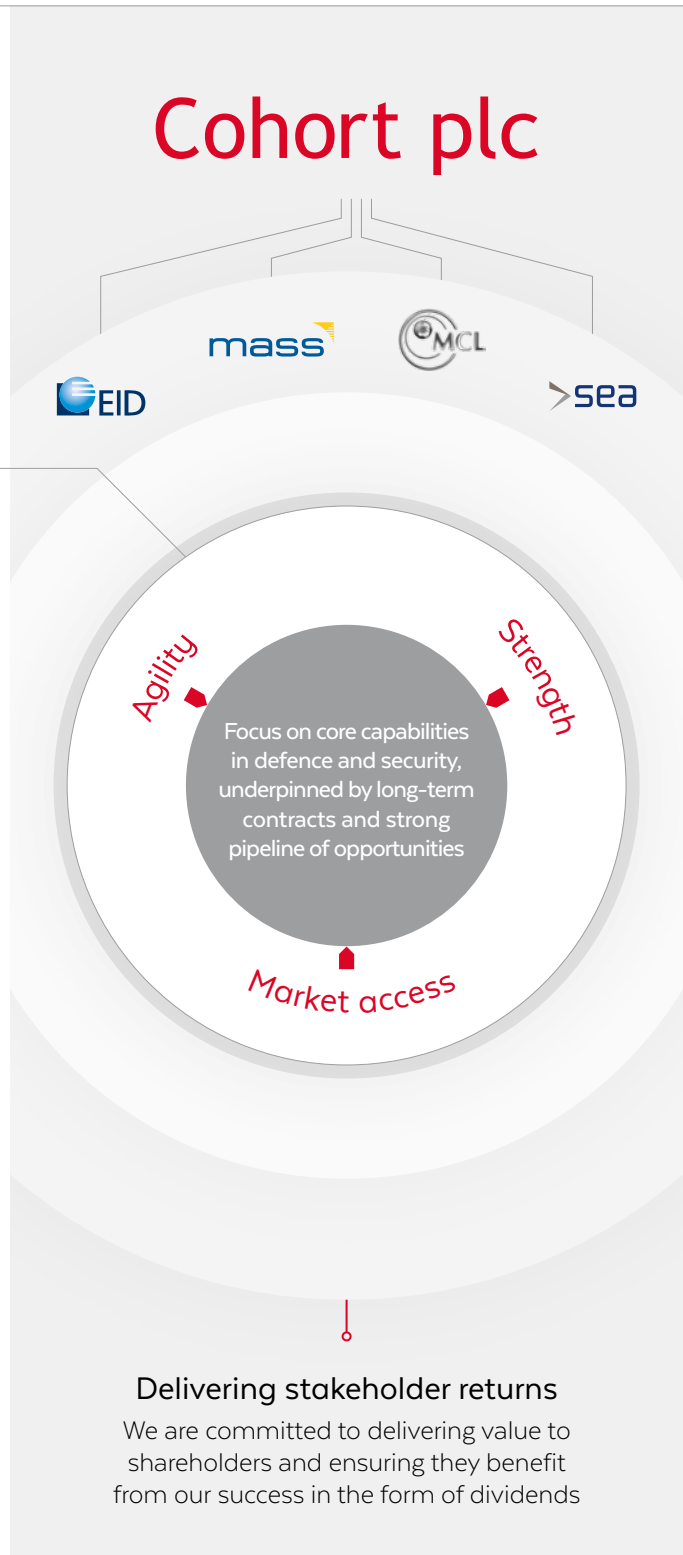 Cohort plc
mass
MCL
EID
sea
Agility
Strength
Focus on core capabilities
in defence and security,
underpinned by long-term
contracts and strong
pipeline of opportunities
Market access
Delivering stakeholder returns
We are committed to delivering value to
shareholders and ensuring they benefit
from our success in the form of dividends